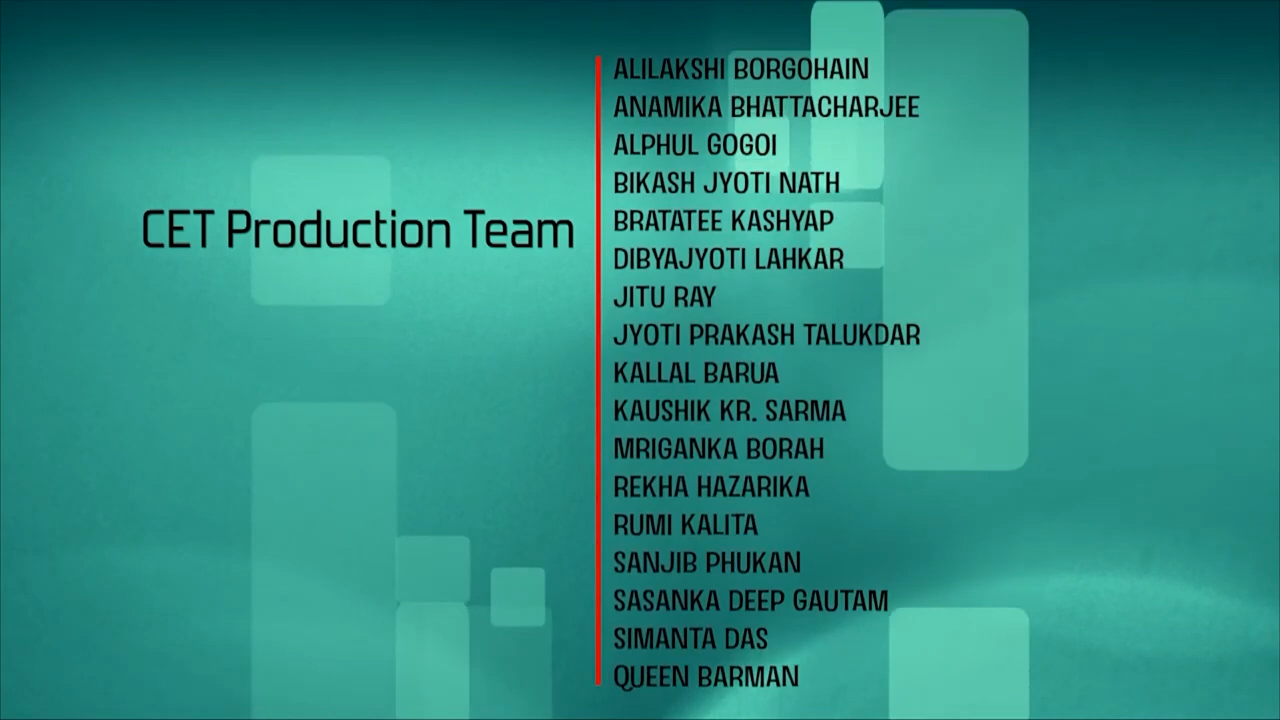 CET Production Team
ALILAKSHI BORGOHAIN
ANAMIKA BHATTACHARJEE
ALPHUL GOGOI
BIKASH JYOTI NATH
BRATATEE KASHYAP
DIBYAJYOTI LAHKAR
JITU RAY
JYOTI PRAKASH TALUKDAR
KALLAL BARUA
KAUSHIK KR. SARMA
MRIGANKA BORAH
REKHA HAZARIKA
RUMI KALITA
SANJIB PHUKAN
SASANKA DEEP GAUTAM
SIMANTA DAS
QUEEN BARMAN